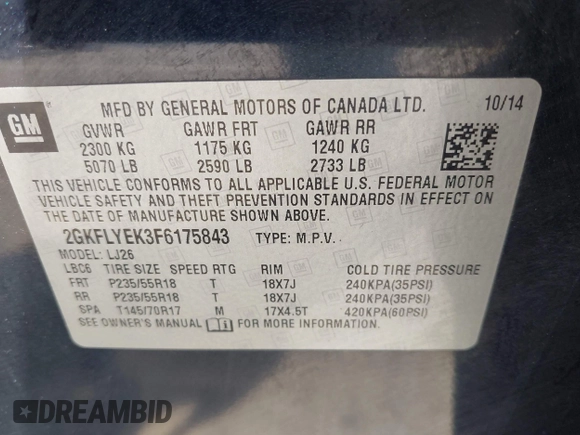 GM
MFD BY GENERAL MOTORS OF CANADA LTD. 10/14
GVWR GAWR FRT GAWR RR
2300 KG 1175 KG 1240 KG
5070 LB 2590 LB 2733 LB
THIS VEHICLE CONFORMS TO ALL APPLICABLE U.S. FEDERAL MOTOR
VEHICLE SAFETY AND THEFT PREVENTION STANDARDS IN EFFECT ON
THE DATE OF MANUFACTURE SHOWN ABOVE.
2GKFLYEK3F6175843 TYPE: M.P.V.
MODEL: LJ26
LBC6 TIRE SIZE SPEED RTG RIM COLD TIRE PRESSURE
FRT P235/55R18 T 18X7J 240KPA(35PSI)
RR P235/55R18 T 18X7J 240KPA(35PSI)
SPA T145/70R17 M 17X4.5T 420KPA(60PSI)
SEE OWNER'S MANUAL FOR MORE INFORMATION
DREAMBID